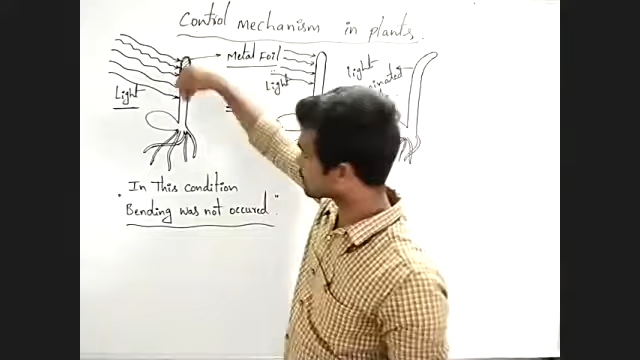 Control mechanism in plants.
Metal Foil
Light
Light
light
" In This condition
Bending was not occured "